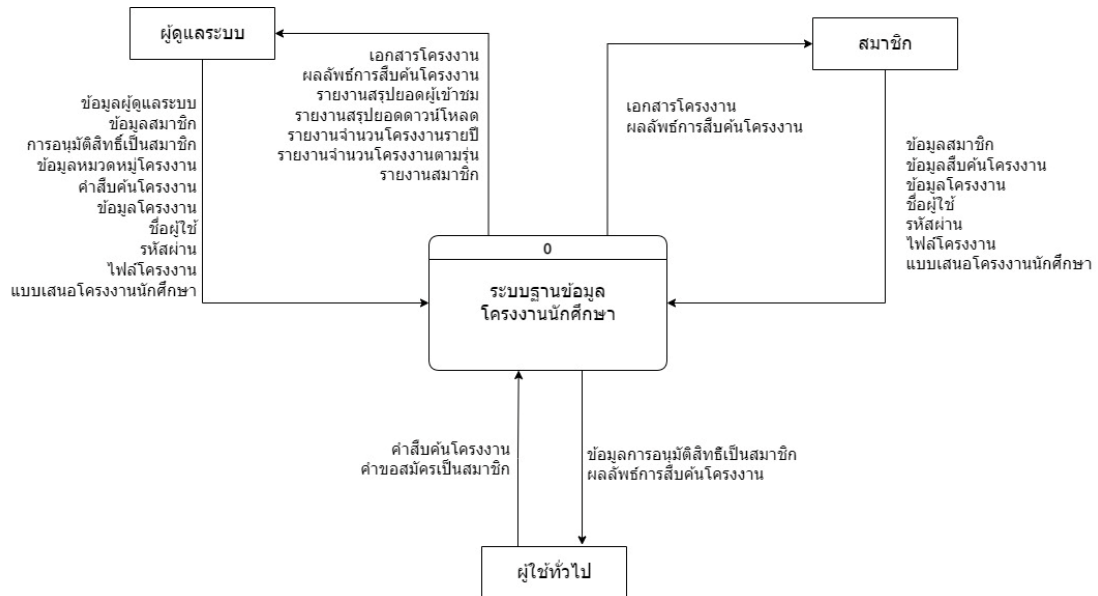 ผู้ดูแลระบบ
สมาชิก
เอกสารโครงงาน
ผลลัพธ์การสืบค้นโครงงาน
รายงานสรุปยอดผู้เข้าชม
รายงานสรุปยอดดาวน์โหลด
รายงานจำนวนโครงงานรายปี
รายงานจำนวนโครงงานตามรุ่น
รายงานสมาชิก
ข้อมูลผู้ดูแลระบบ
ข้อมูลสมาชิก
การอนุมัติสิทธิ์เป็นสมาชิก
ข้อมูลหมวดหมู่โครงงาน
คำสืบค้นโครงงาน
ข้อมูลโครงงาน
ชื่อผู้ใช้
รหัสผ่าน
ไฟล์โครงงาน
แบบเสนอโครงงานนักศึกษา
เอกสารโครงงาน
ผลลัพธ์การสืบค้นโครงงาน
ข้อมูลสมาชิก
ข้อมูลสืบค้นโครงงาน
ข้อมูลโครงงาน
ชื่อผู้ใช้
รหัสผ่าน
ไฟล์โครงงาน
แบบเสนอโครงงานนักศึกษา
0
ระบบฐานข้อมูล
โครงงานนักศึกษา
คำสืบค้นโครงงาน
คำขอสมัครเป็นสมาชิก
ข้อมูลการอนุมัติสิทธิ์เป็นสมาชิก
ผลลัพธ์การสืบค้นโครงงาน
ผู้ใช้ทั่วไป